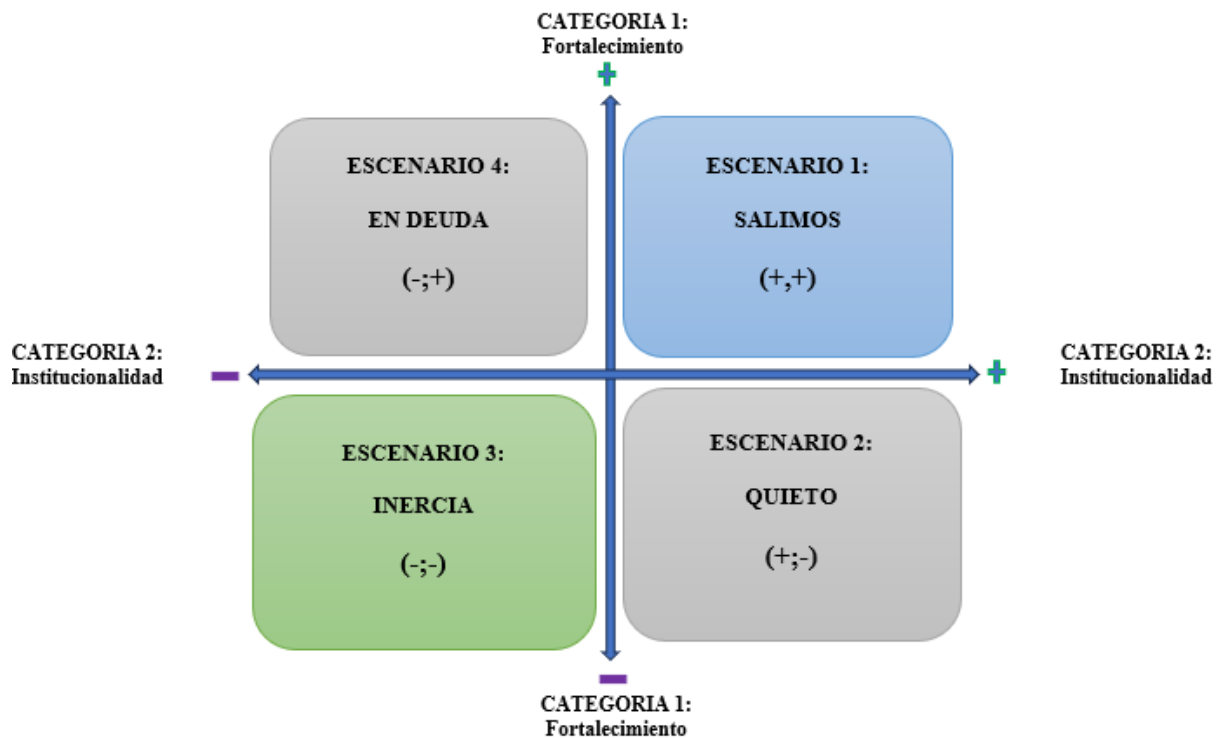 CATEGORIA 1:
Fortalecimiento
+
ESCENARIO 4:
EN DEUDA
(-;+)
ESCENARIO 1:
SALIMOS
(+,+)
CATEGORIA 2:
Institucionalidad
-
+
CATEGORIA 2:
Institucionalidad
ESCENARIO 3:
INERCIA
(-;-)
ESCENARIO 2:
QUIETO
(+;-)
-
CATEGORIA 1:
Fortalecimiento